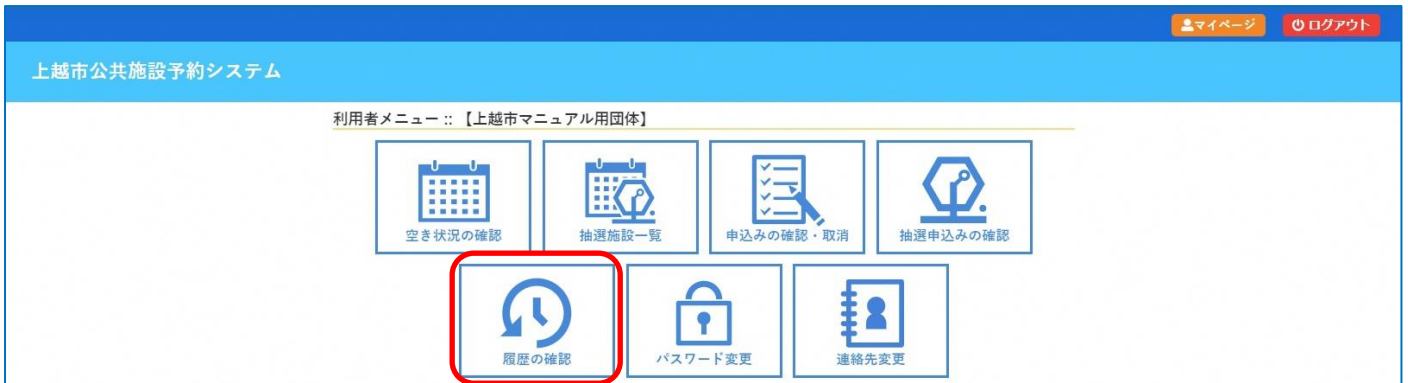 マイページ ログアウト
上越市公共施設予約システム
利用者メニュー :: 【上越市マニュアル用団体】
空き状況の確認 抽選施設一覧 申込みの確認・取消 抽選申込みの確認
履歴の確認 パスワード変更 連絡先変更